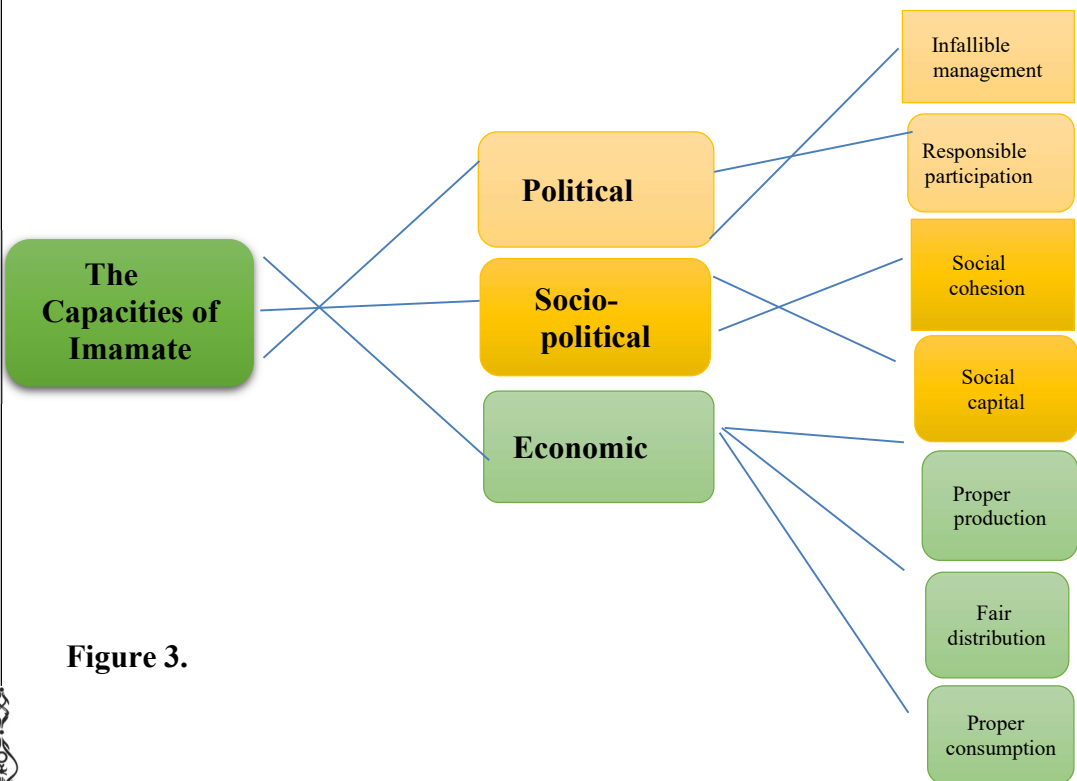 Infallible
management
Responsible
participation
Political
The
Capacities of
Imamate
Socio-
political
Social
cohesion
Social
capital
Economic
Proper
production
Fair
distribution
Figure 3.
Proper
consumption